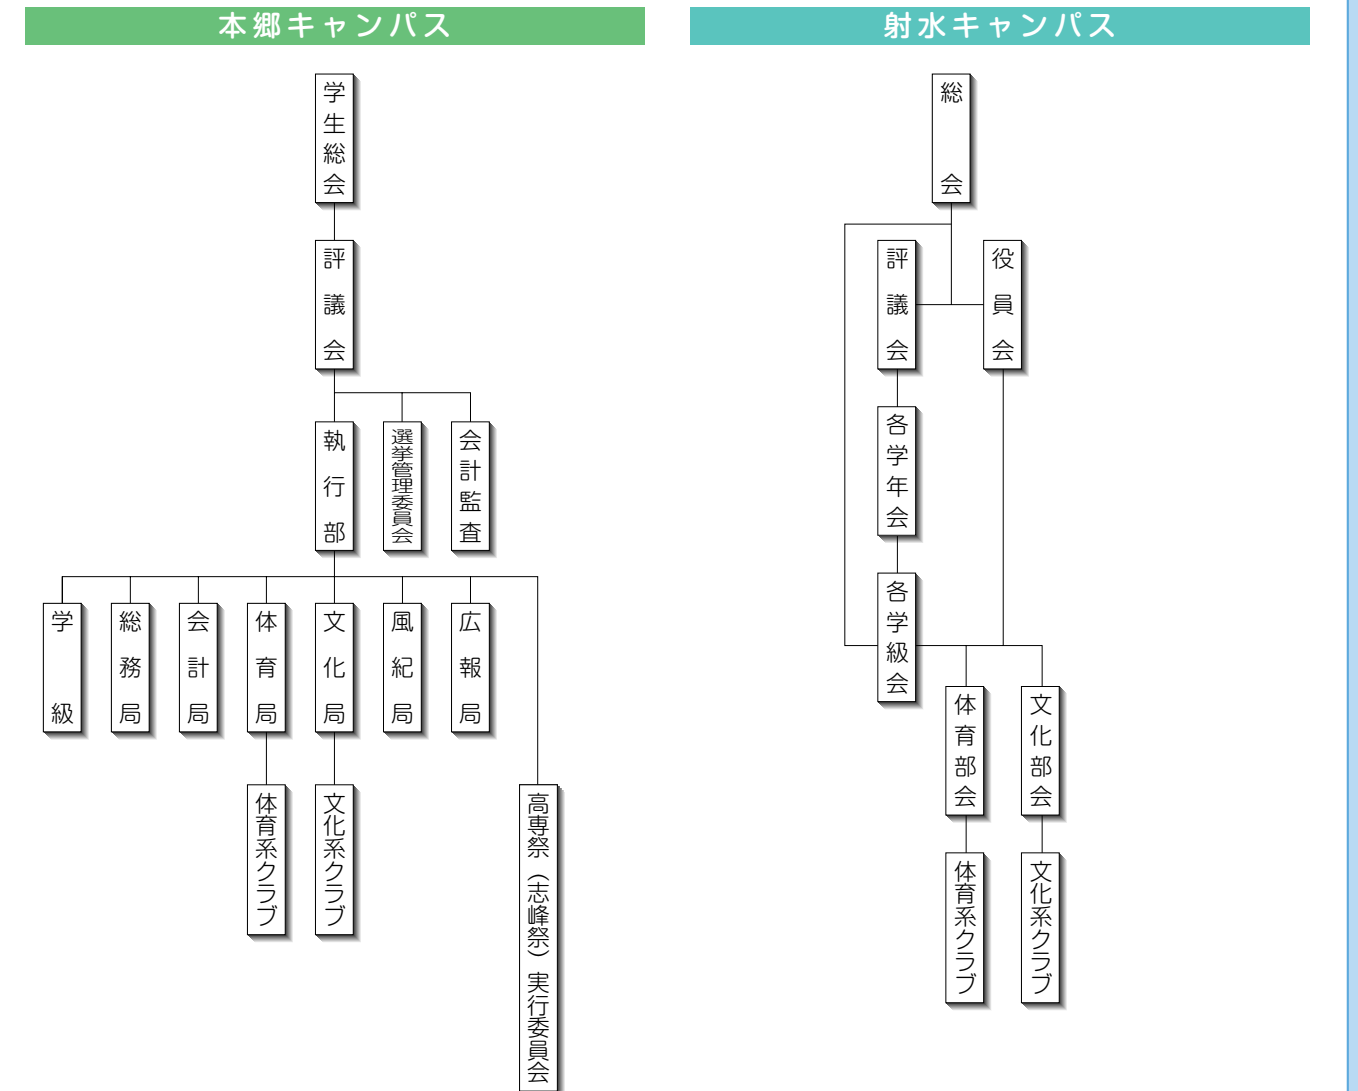 本郷キャンパス
学生総会
評議会
執行部
選挙管理委員会
会計監査
学級
総務局
会計局
体育局
文化局
風紀局
広報局
体育系クラブ
文化系クラブ
高専祭（志峰祭）実行委員会
射水キャンパス
総会
評議会
役員会
各学年会
各学級会
体育部会
文化部会
体育系クラブ
文化系クラブ